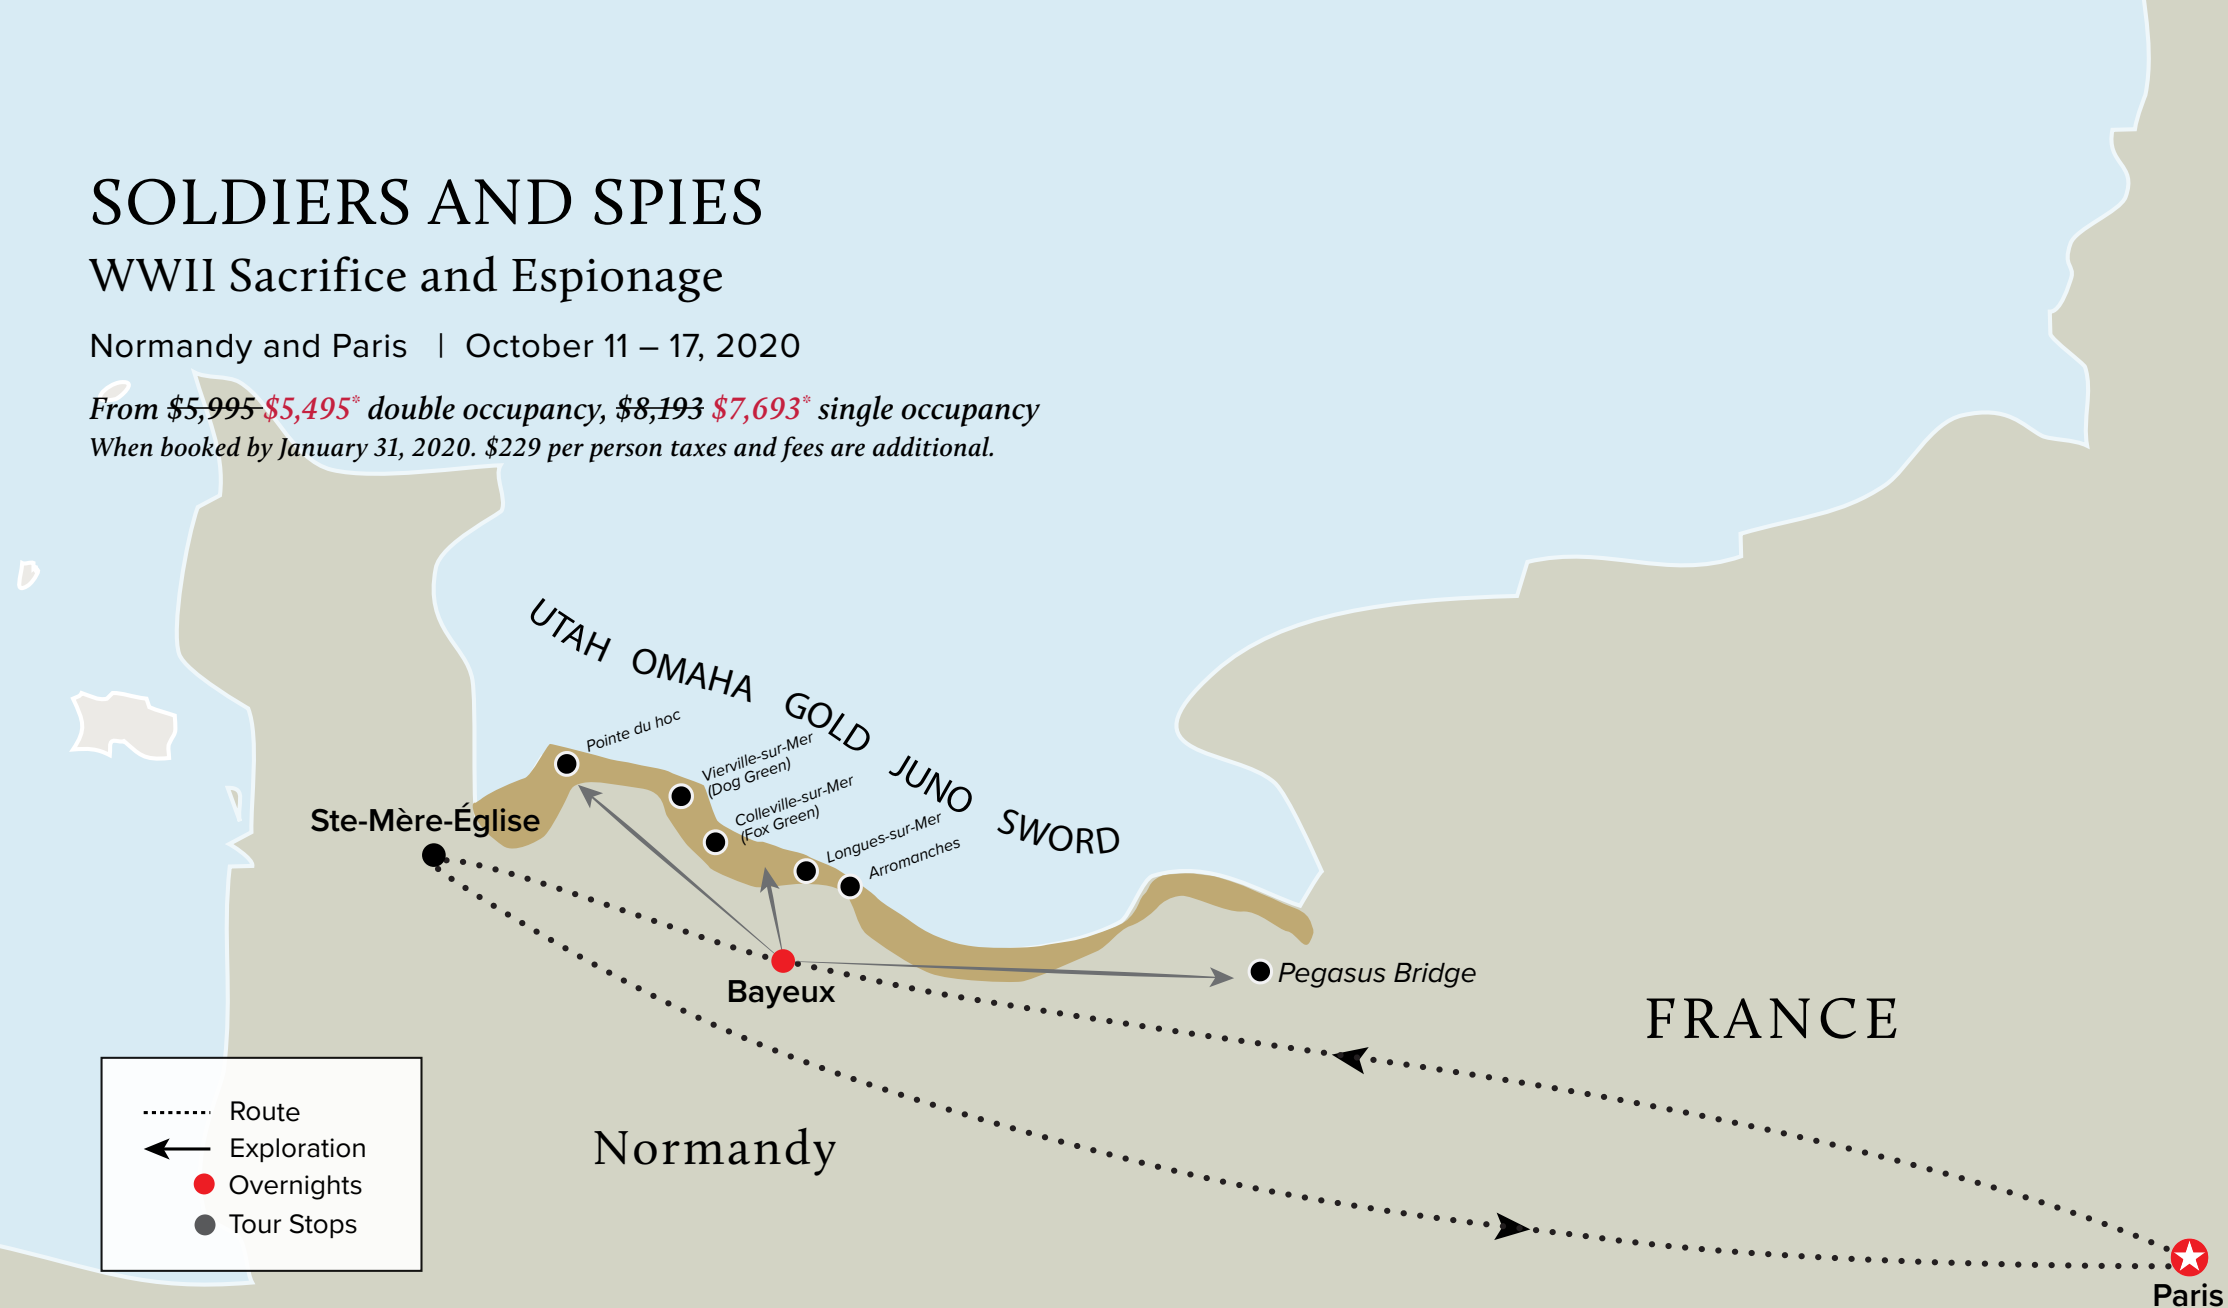 SOLDIERS AND SPIES
WWII Sacrifice and Espionage
Normandy and Paris | October 11 – 17, 2020
From $5,995 $5,495* double occupancy, $8,193 $7,693* single occupancy
When booked by January 31, 2020. $229 per person taxes and fees are additional.
UTAH
OMAHA
GOLD
JUNO
SWORD
Pointe du hoc
Vierville-sur-Mer
(Dog Green)
Colleville-sur-Mer
(Fox Green)
Longues-sur-Mer
Arromanches
Ste-Mère-Église
Bayeux
Pegasus Bridge
FRANCE
Normandy
Route
Exploration
Overnights
Tour Stops
Paris